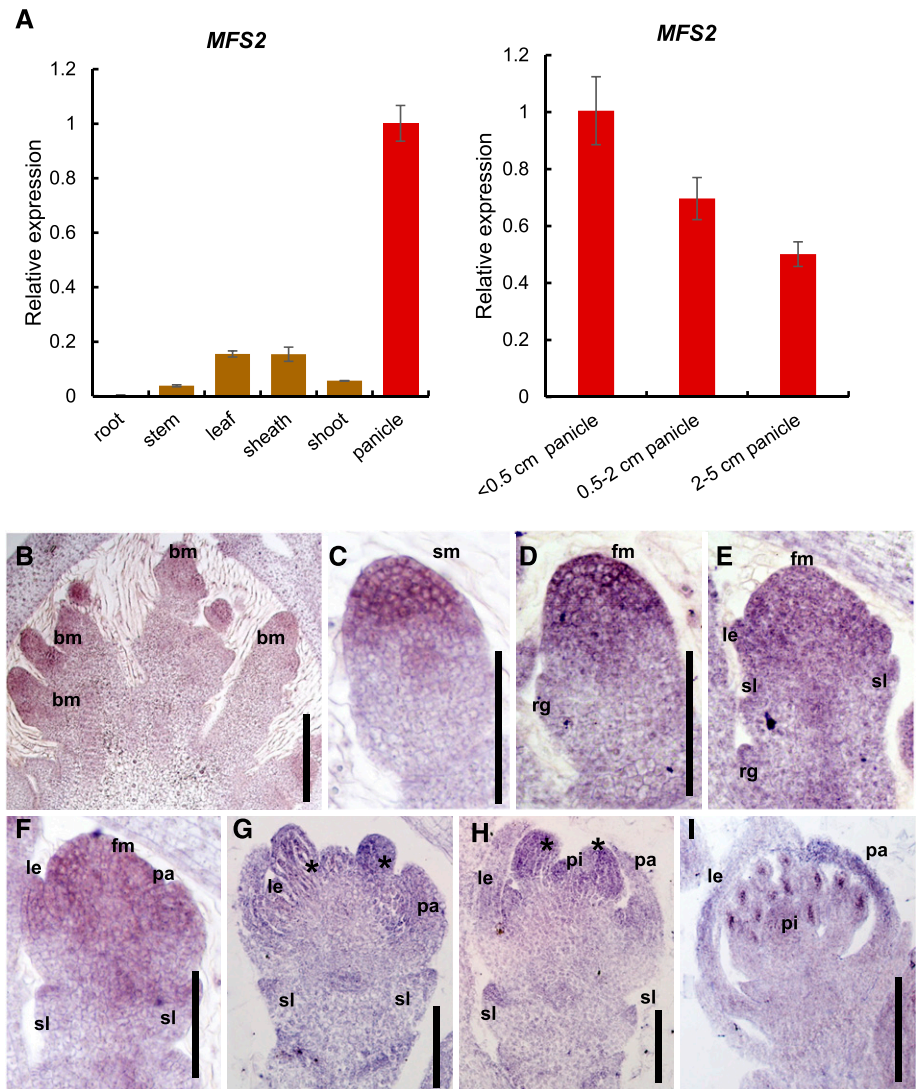 A
MFS2
Relative expression
1.2
1
0.8
0.6
0.4
0.2
0
root
stem
leaf
sheath
shoot
panicle
MFS2
Relative expression
1.2
1
0.8
0.6
0.4
0.2
0
<0.5 cm panicle
0.5-2 cm panicle
2-5 cm panicle
B
bm
bm
bm
bm
C
sm
D
fm
rg
E
fm
le
sl
sl
rg
F
fm
le
pa
sl
sl
G
*
*
le
pa
sl
sl
H
*
*
pi
pa
le
sl
sl
I
pa
le
pi